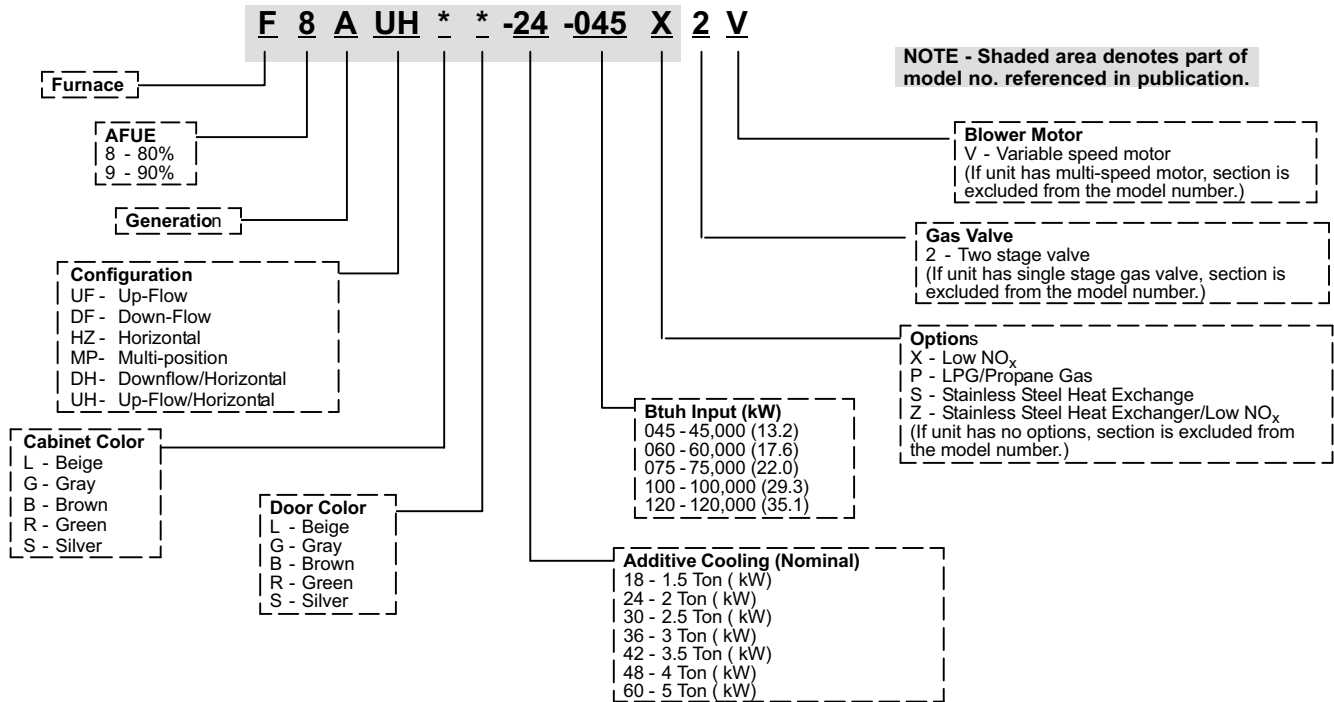 F 8 A UH * * -24 -045 X 2 V
NOTE - Shaded area denotes part of
model no. referenced in publication.
Furnace
AFUE
8 - 80%
9 - 90%
Generation
Configuration
UF - Up-Flow
DF - Down-Flow
HZ - Horizontal
MP- Multi-position
DH- Downflow/Horizontal
UH- Up-Flow/Horizontal
Cabinet Color
L - Beige
G - Gray
B - Brown
R - Green
S - Silver
Door Color
L - Beige
G - Gray
B - Brown
R - Green
S - Silver
Additive Cooling (Nominal)
18 - 1.5 Ton ( kW)
24 - 2 Ton ( kW)
30 - 2.5 Ton ( kW)
36 - 3 Ton ( kW)
42 - 3.5 Ton ( kW)
48 - 4 Ton ( kW)
60 - 5 Ton ( kW)
Btuh Input (kW)
045 - 45,000 (13.2)
060 - 60,000 (17.6)
075 - 75,000 (22.0)
100 - 100,000 (29.3)
120 - 120,000 (35.1)
Options
X - Low NOx
P - LPG/Propane Gas
S - Stainless Steel Heat Exchange
Z - Stainless Steel Heat Exchanger/Low NOx
(If unit has no options, section is excluded from
the model number.)
Gas Valve
2 - Two stage valve
(If unit has single stage gas valve, section is
excluded from the model number.)
Blower Motor
V - Variable speed motor
(If unit has multi-speed motor, section is
excluded from the model number.)